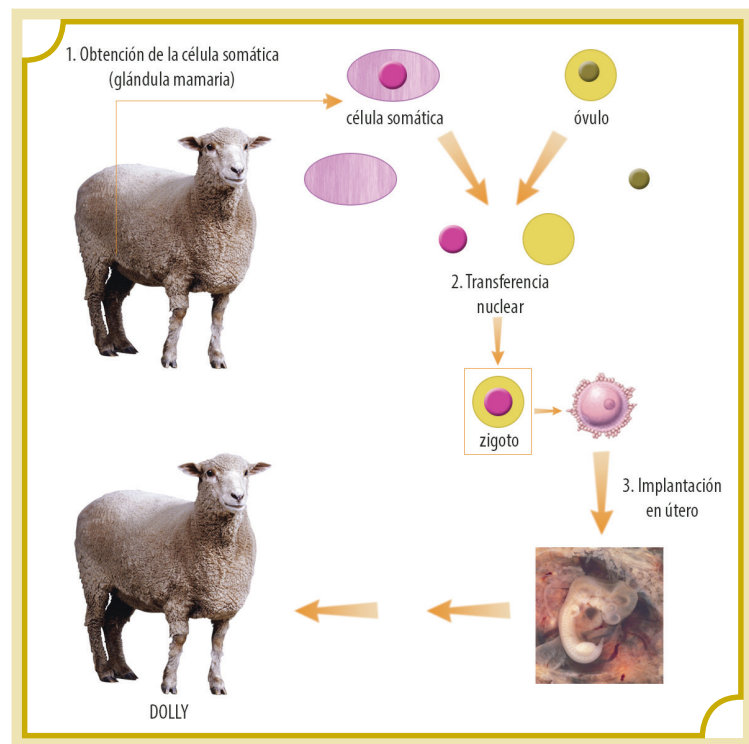 1. Obtención de la célula somática
(glándula mamaria)
célula somática
óvulo
2. Transferencia
nuclear
zigoto
3. Implantación
en útero
DOLLY